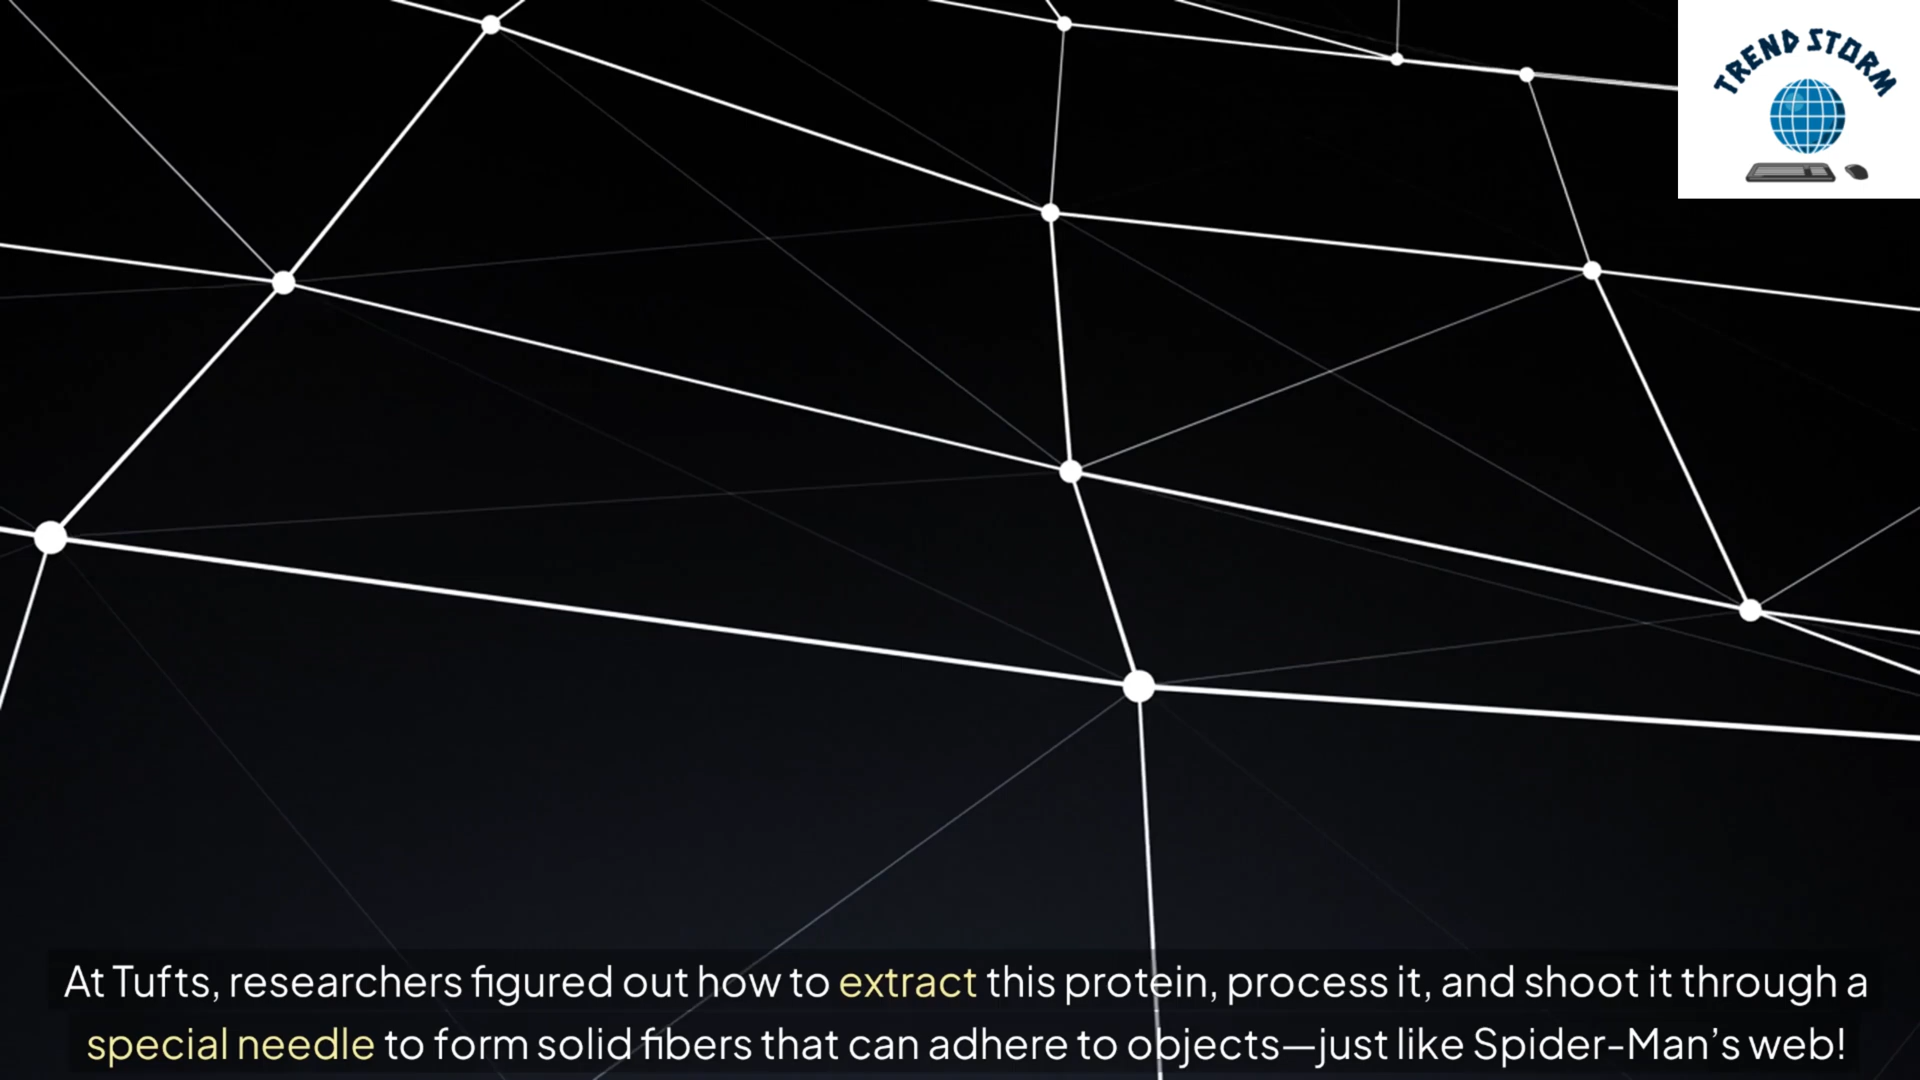 TREND STORM
At Tufts, researchers figured out how to extract this protein, process it, and shoot it through a
special needle to form solid fibers that can adhere to objects—just like Spider-Man’s web!